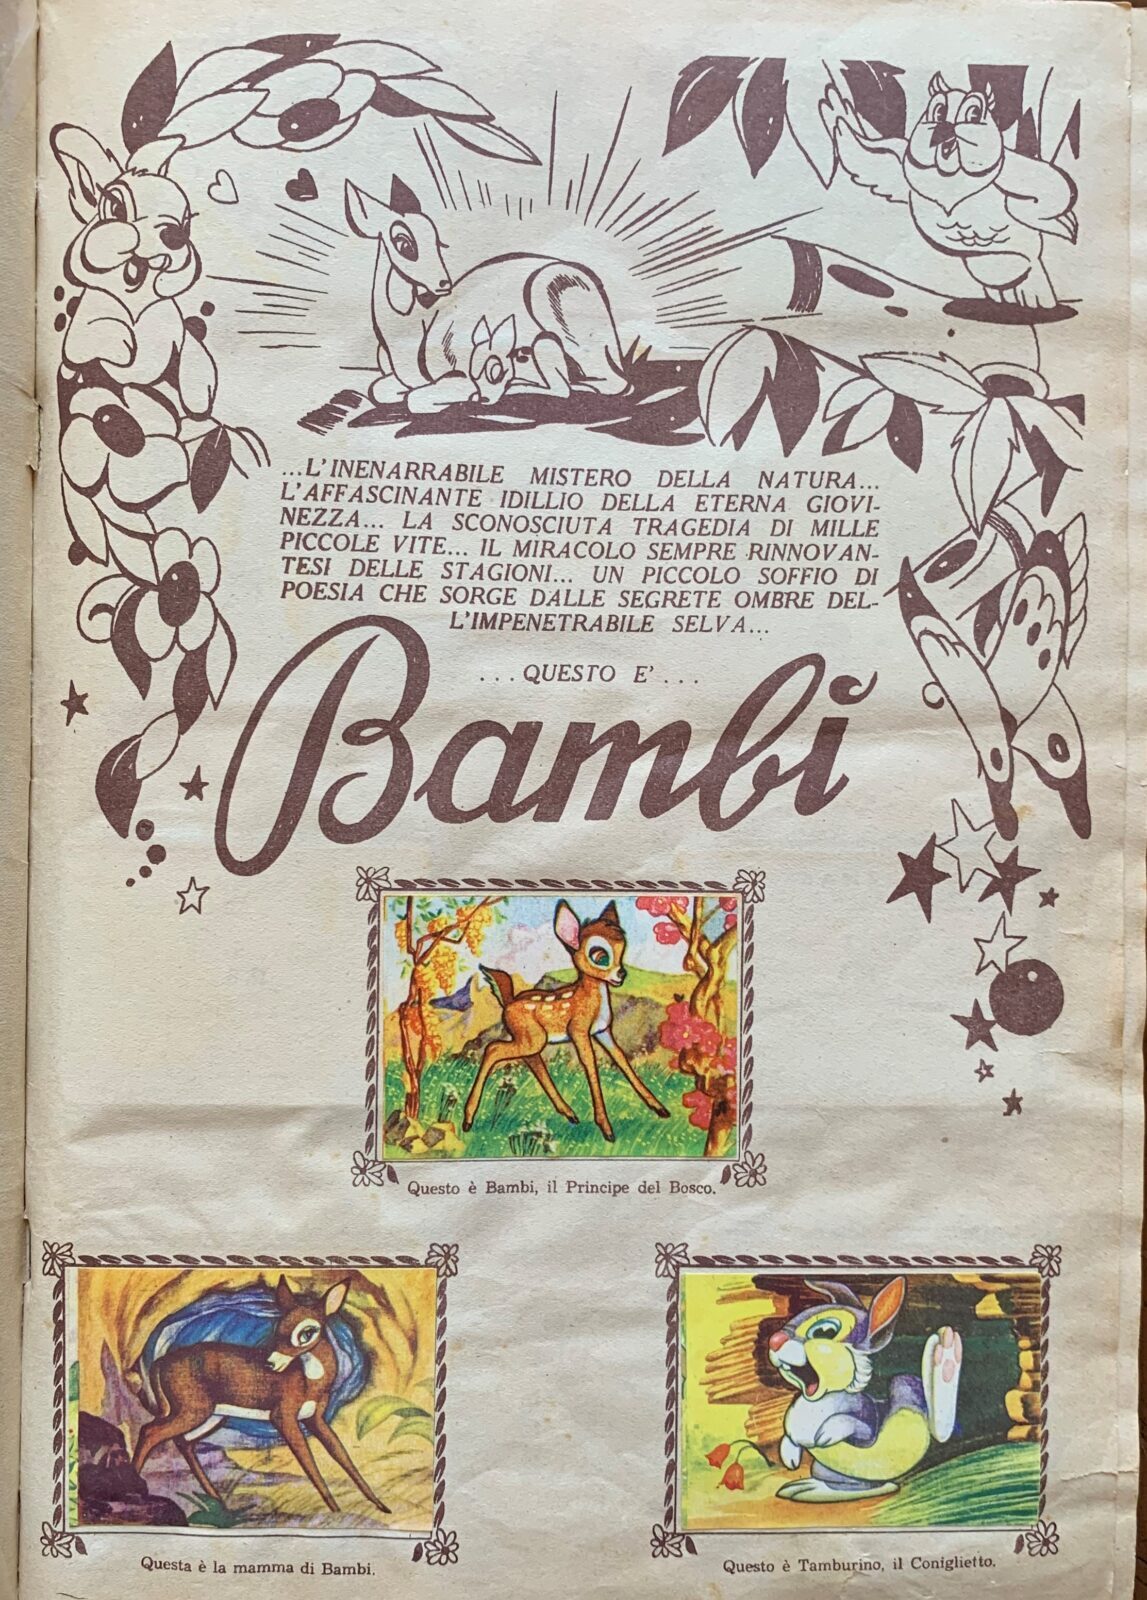 ...L'INENARRABILE MISTERO DELLA NATURA...
L'AFFASCINANTE IDILLIO DELLA ETERNA GIOVI-
NEZZA... LA SCONOSCIUTA TRAGEDIA DI MILLE
PICCOLE VITE... IL MIRACOLO SEMPRE RINNOVAN-
TESI DELLE STAGIONI... UN PICCOLO SOFFIO DI
POESIA CHE SORGE DALLE SEGRETE OMBRE DEL-
L'IMPENETRABILE SELVA...
...QUESTO E'...
Bambi
Questo è Bambi, il Principe del Bosco.
Questa è la mamma di Bambi.
Questo è Tamburino, il Coniglietto.